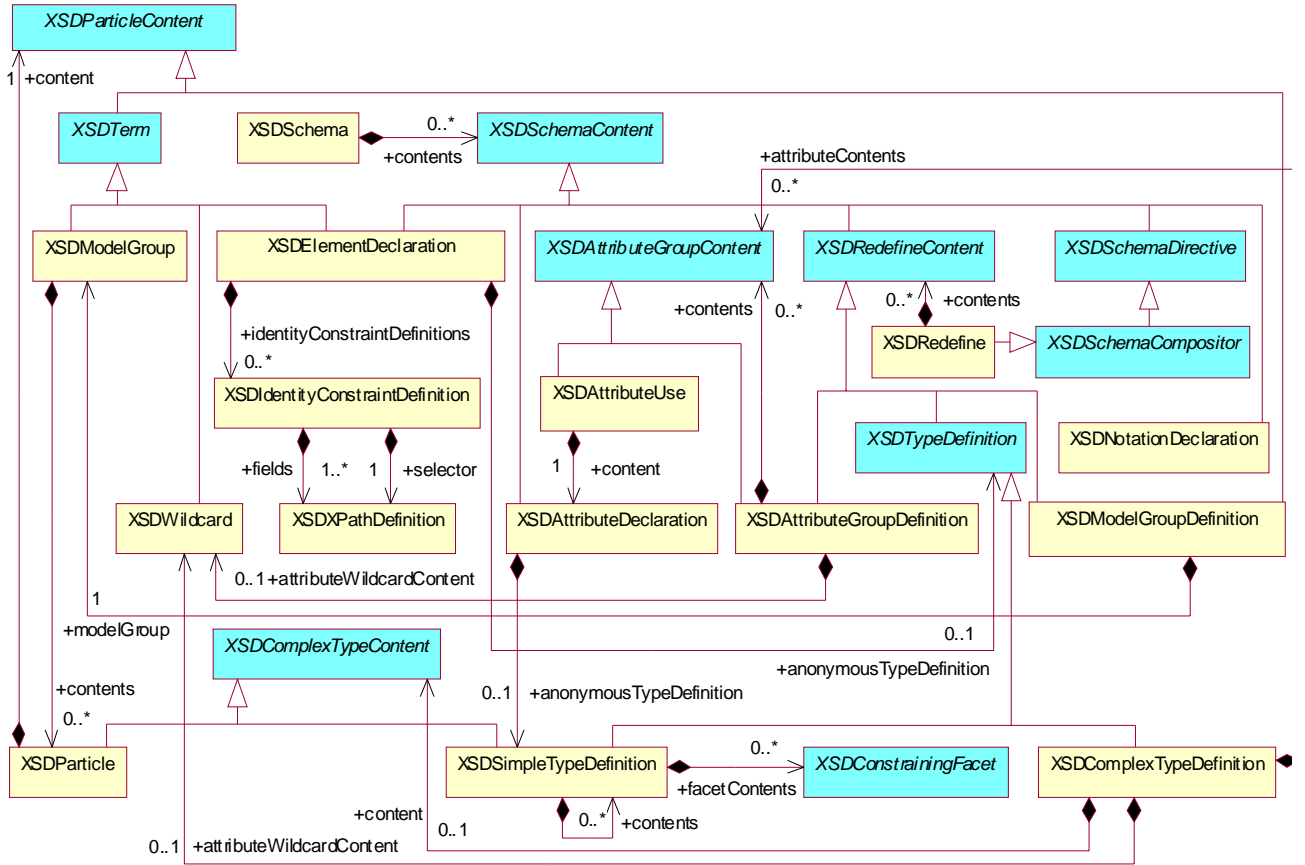 XSDParticleContent
1 +content
XSDTerm
XSDSchema
0..*
+contents
XSDSchemaContent
+attributeContents
0..*
XSDModelGroup
XSDElementDeclaration
XSDAttributeGroupContent
XSDRedefineContent
XSDSchemaDirective
+identityConstraintDefinitions
0..*
+contents
0..*
0..*
+contents
XSDRedefine
XSDSchemaCompositor
XSDIdentityConstraintDefinition
XSDAttributeUse
XSDTypeDefinition
XSDNotationDeclaration
+fields
1..*
1
+selector
1
+content
XSDWildcard
XSDXPathDefinition
XSDAttributeDeclaration
XSDAttributeGroupDefinition
XSDModelGroupDefinition
0..1 +attributeWildcardContent
1
+modelGroup
0..1
+anonymousTypeDefinition
XSDComplexTypeContent
+contents
0..*
0..1 +anonymousTypeDefinition
XSDParticle
XSDSimpleTypeDefinition
0..*
+facetContents
XSDConstrainingFacet
XSDComplexTypeDefinition
0..*
+contents
+content
0..1
0..1 +attributeWildcardContent